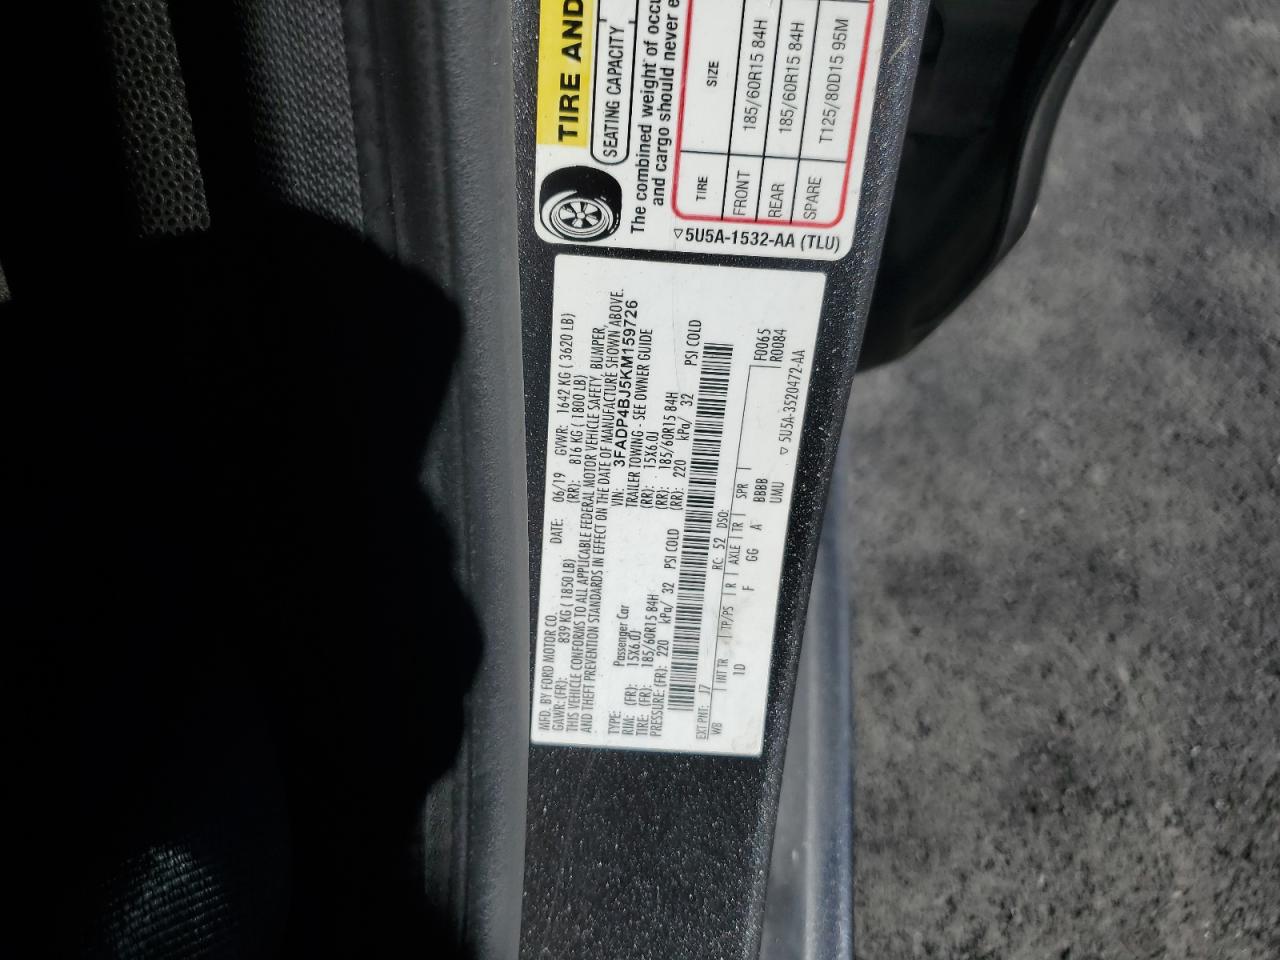 TIRE AND
SEATING CAPACITY
The combined weight of occu
and cargo should never e
TIRE SIZE
FRONT 185/60R15 84H
REAR 185/60R15 84H
SPARE T125/80D15 95M
▽5U5A-1532-AA (TLU)
MFD. BY FORD MOTOR CO. DATE: 06/19 GVWR: 1642 KG ( 3620 LB)
GAWR: (FR): 839 KG ( 1850 LB) (RR): 816 KG ( 1800 LB)
THIS VEHICLE CONFORMS TO ALL APPLICABLE FEDERAL MOTOR VEHICLE SAFETY, BUMPER,
AND THEFT PREVENTION STANDARDS IN EFFECT ON THE DATE OF MANUFACTURE SHOWN ABOVE.
VIN: 3FADP4BJ5KM159726
TYPE: Passenger Car TRAILER TOWING - SEE OWNER GUIDE
RIM: (FR): 15X6.0J (RR): 15X6.0J
TIRE: (FR): 185/60R15 84H (RR): 185/60R15 84H
PRESSURE: (FR): 220 kPa/ 32 PSI COLD (RR): 220 kPa/ 32 PSI COLD
EXT PNT: J7 RC: 52 DSO: F0065
WB INT TR TP/PS R AXLE TR SPR R0084
1D F GG A BBBB
UMU ▽ 5U5A-3520472-AA